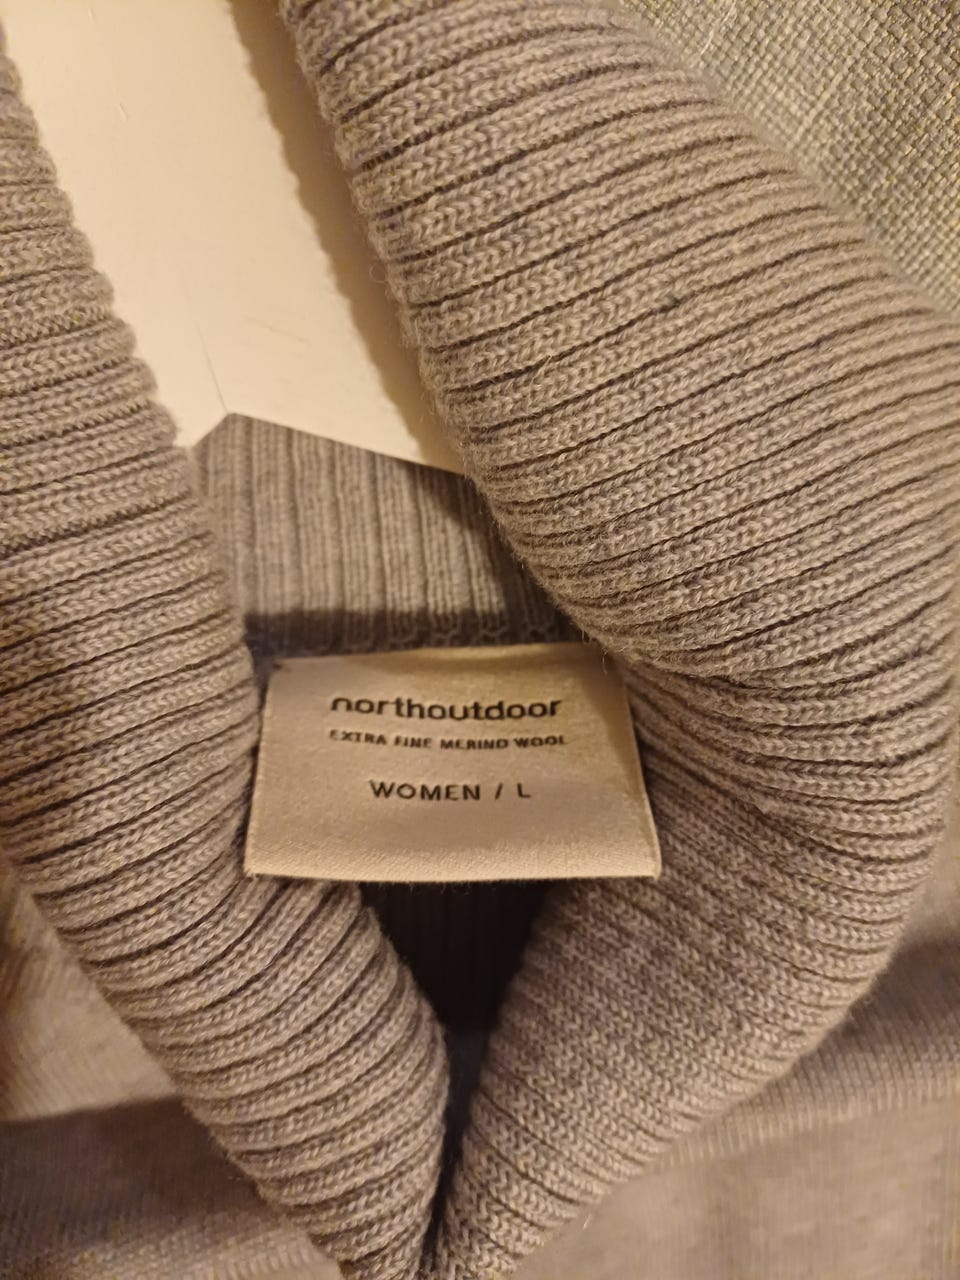 northoutdoor
EXTRA FINE MERINO WOOL
WOMEN / L